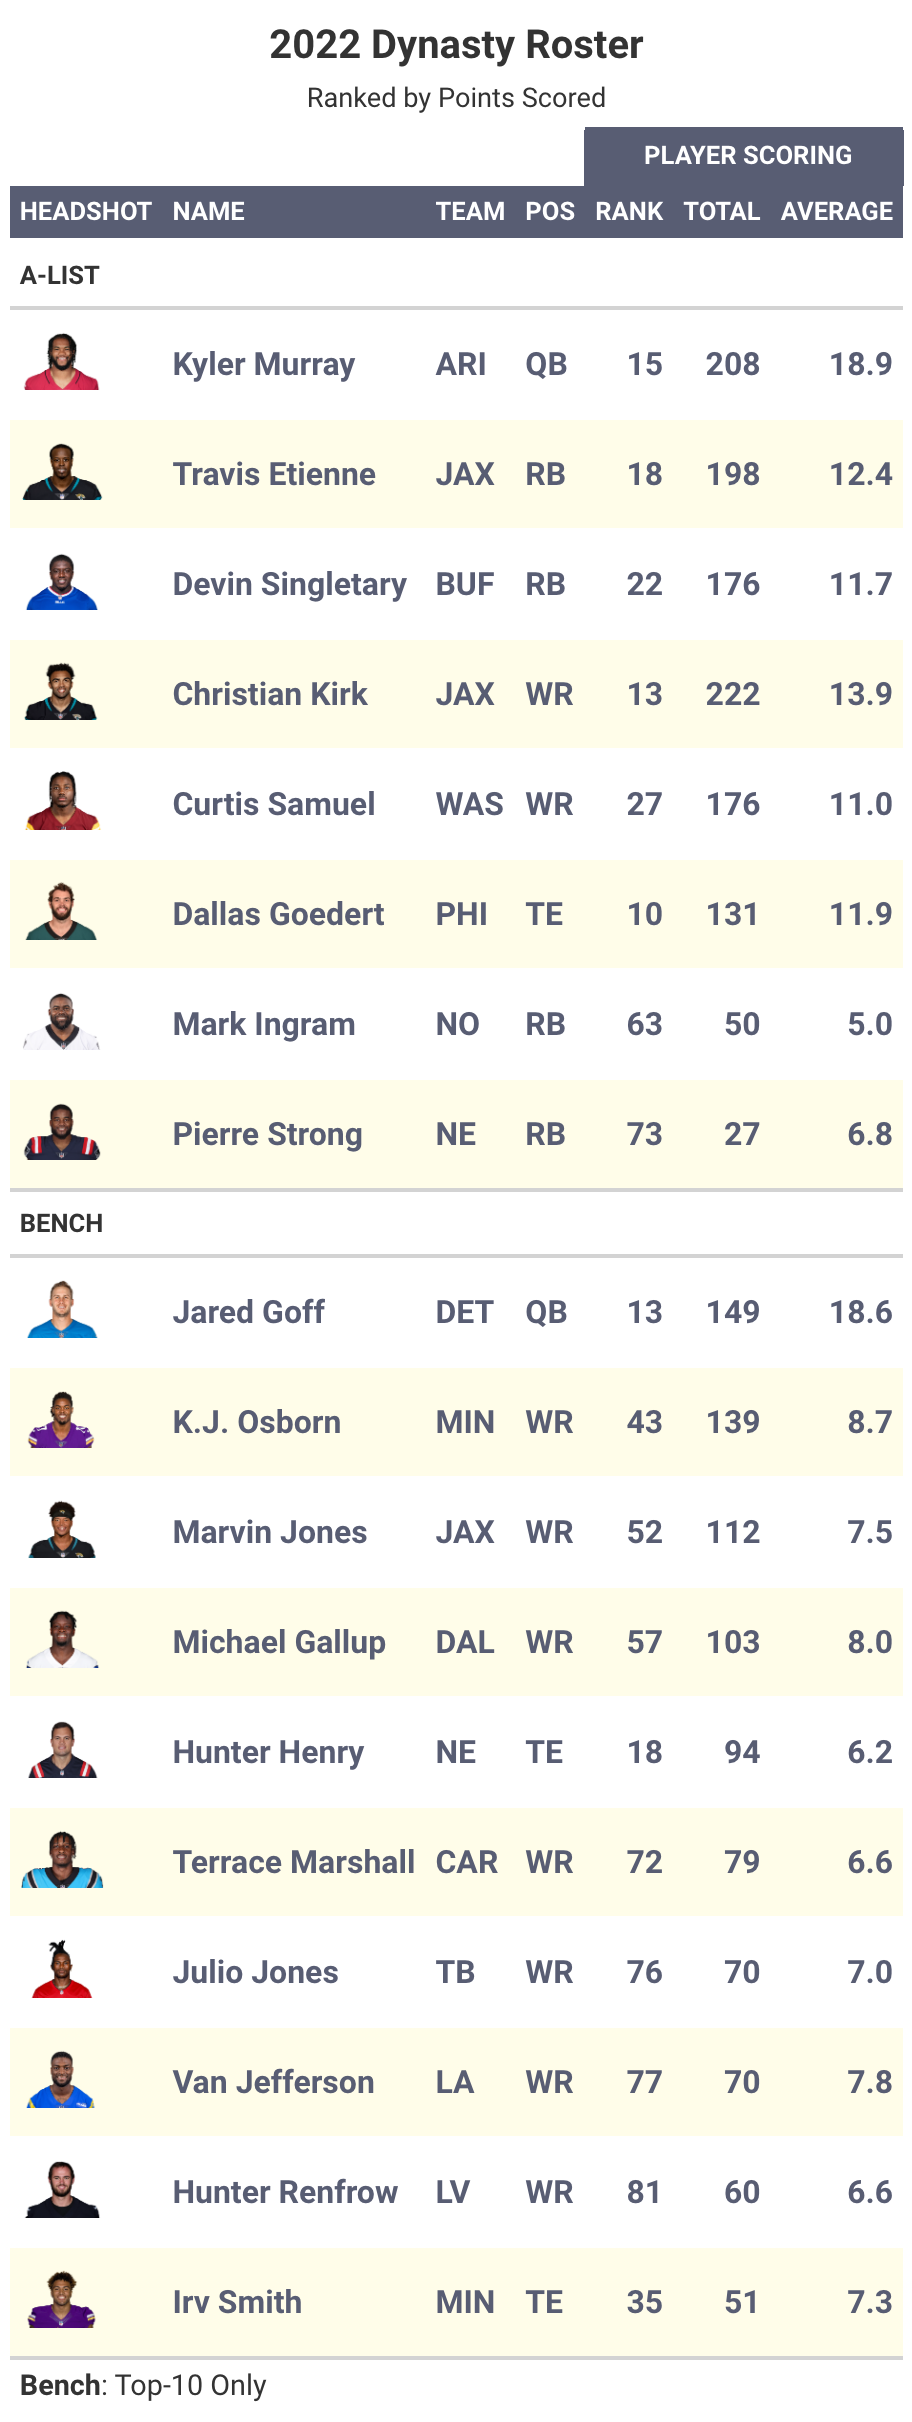 2022 Dynasty Roster
Ranked by Points Scored
PLAYER SCORING
HEADSHOT NAME TEAM POS RANK TOTAL AVERAGE
A-LIST
Kyler Murray ARI QB 15 208 18.9
Travis Etienne JAX RB 18 198 12.4
Devin Singletary BUF RB 22 176 11.7
Christian Kirk JAX WR 13 222 13.9
Curtis Samuel WAS WR 27 176 11.0
Dallas Goedert PHI TE 10 131 11.9
Mark Ingram NO RB 63 50 5.0
Pierre Strong NE RB 73 27 6.8
BENCH
Jared Goff DET QB 13 149 18.6
K.J. Osborn MIN WR 43 139 8.7
Marvin Jones JAX WR 52 112 7.5
Michael Gallup DAL WR 57 103 8.0
Hunter Henry NE TE 18 94 6.2
Terrace Marshall CAR WR 72 79 6.6
Julio Jones TB WR 76 70 7.0
Van Jefferson LA WR 77 70 7.8
Hunter Renfrow LV WR 81 60 6.6
Irv Smith MIN TE 35 51 7.3
Bench: Top-10 Only